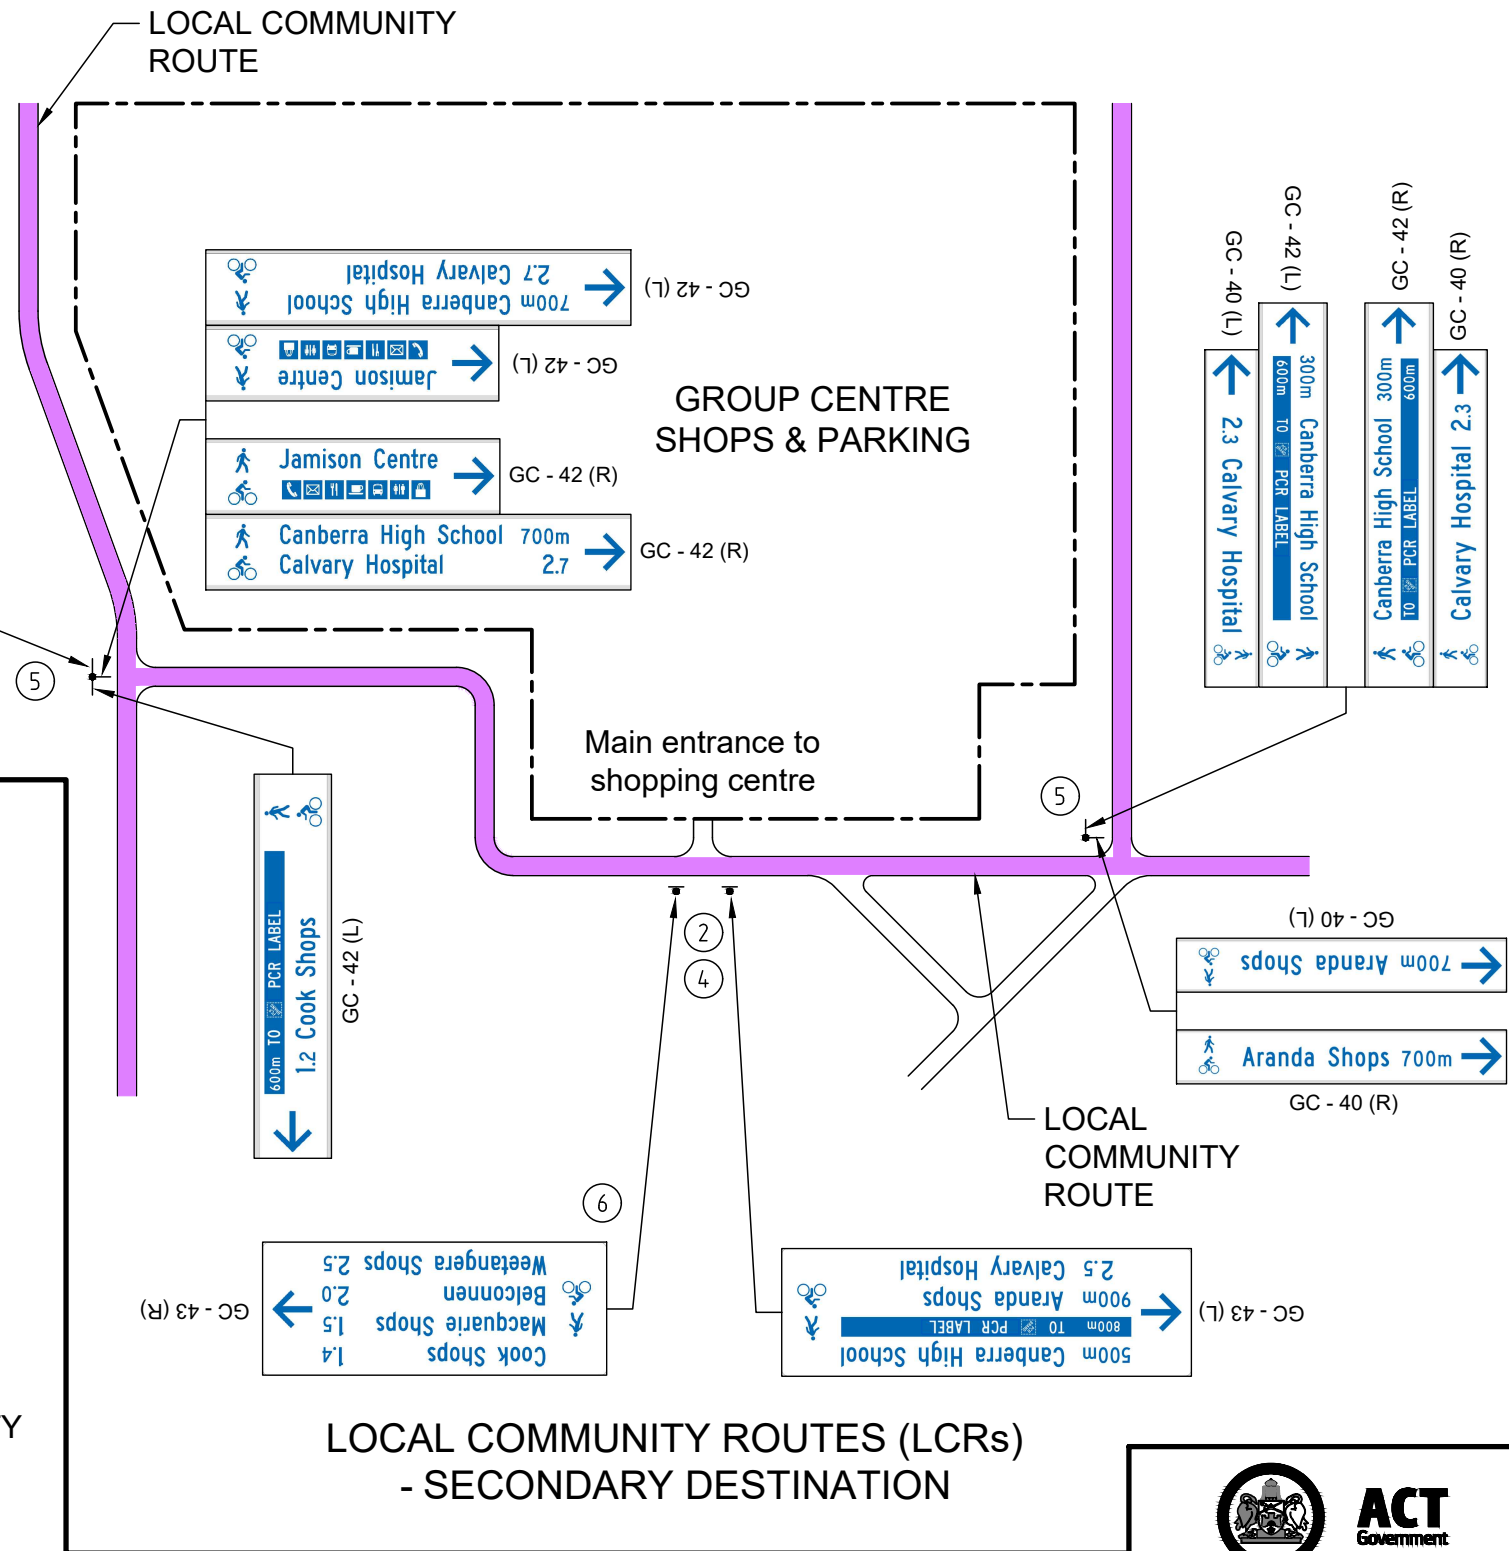 LOCAL COMMUNITY
ROUTE
2.7 Calvary Hospital
700m Canberra High School
GC - 42 (L)
Jamison Centre
GC - 42 (L)
Jamison Centre
GC - 42 (R)
Canberra High School 700m
Calvary Hospital 2.7
GC - 42 (R)
GROUP CENTRE
SHOPS & PARKING
GC - 40 (L)
GC - 42 (L)
GC - 42 (R)
GC - 40 (R)
2.3 Calvary Hospital
600m TO PCR LABEL
300m Canberra High School
Canberra High School 300m
TO PCR LABEL 600m
Calvary Hospital 2.3
5
Main entrance to
shopping centre
5
600m TO PCR LABEL
1.2 Cook Shops
GC - 42 (L)
2
4
GC - 40 (L)
700m Aranda Shops
Aranda Shops 700m
GC - 40 (R)
LOCAL
COMMUNITY
ROUTE
6
Cook Shops 1.4
Macquarie Shops 1.5
Belconnen 2.0
Weetangera Shops 2.5
GC - 43 (R)
500m Canberra High School
800m TO PCR LABEL
900m Aranda Shops
2.5 Calvary Hospital
GC - 43 (L)
Y
LOCAL COMMUNITY ROUTES (LCRs)
- SECONDARY DESTINATION
ACT
Government